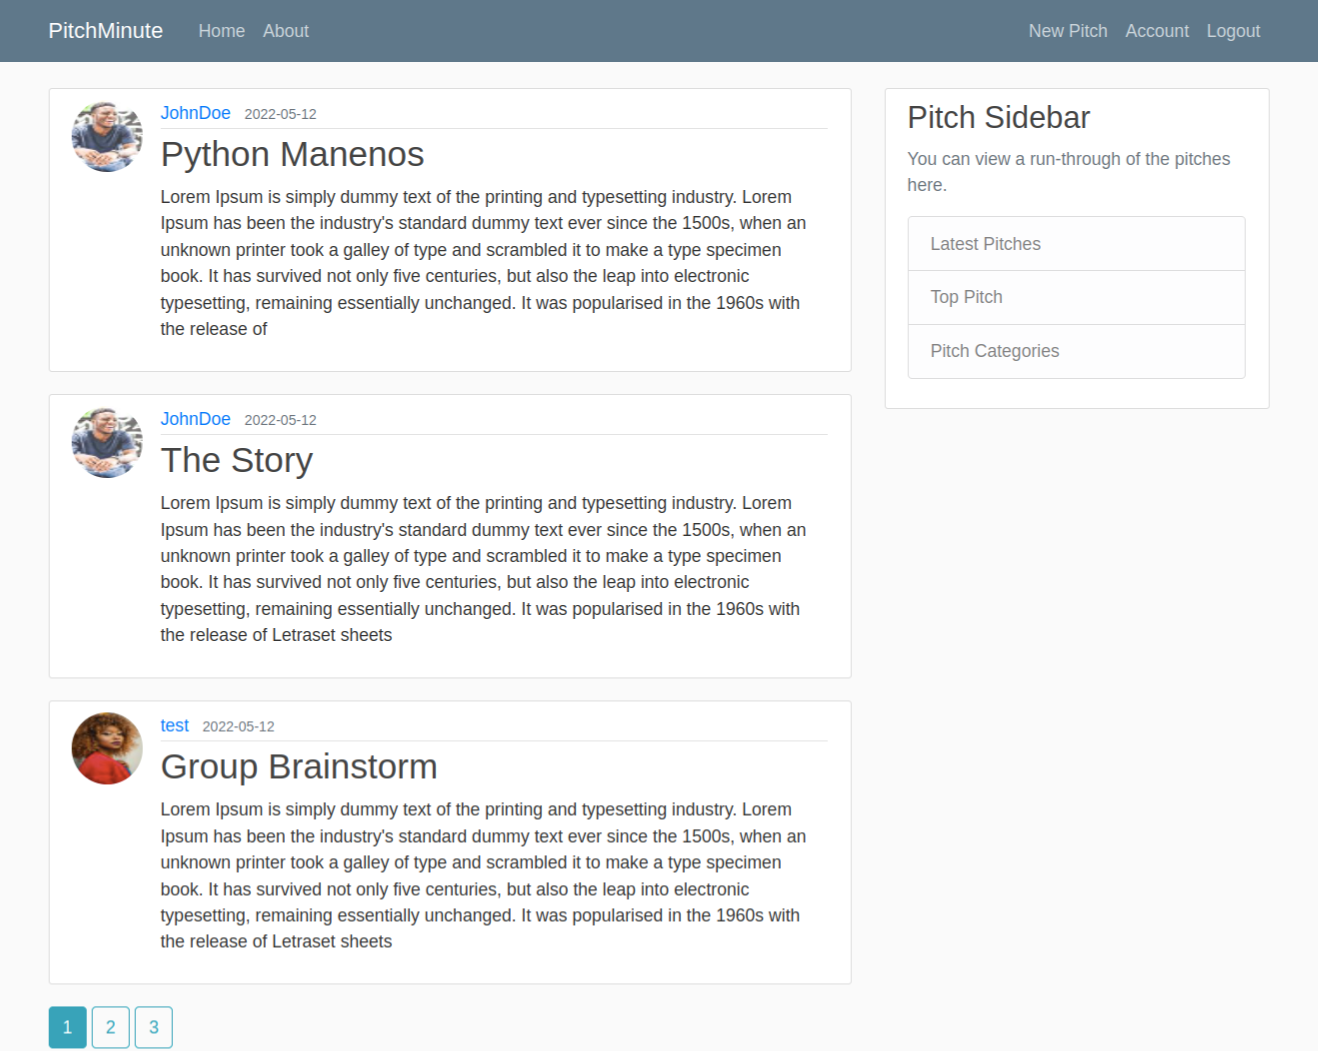 PitchMinute Home About New Pitch Account Logout
JohnDoe 2022-05-12
Python Manenos
Lorem Ipsum is simply dummy text of the printing and typesetting industry. Lorem
Ipsum has been the industry's standard dummy text ever since the 1500s, when an
unknown printer took a galley of type and scrambled it to make a type specimen
book. It has survived not only five centuries, but also the leap into electronic
typesetting, remaining essentially unchanged. It was popularised in the 1960s with
the release of
JohnDoe 2022-05-12
The Story
Lorem Ipsum is simply dummy text of the printing and typesetting industry. Lorem
Ipsum has been the industry's standard dummy text ever since the 1500s, when an
unknown printer took a galley of type and scrambled it to make a type specimen
book. It has survived not only five centuries, but also the leap into electronic
typesetting, remaining essentially unchanged. It was popularised in the 1960s with
the release of Letraset sheets
test 2022-05-12
Group Brainstorm
Lorem Ipsum is simply dummy text of the printing and typesetting industry. Lorem
Ipsum has been the industry's standard dummy text ever since the 1500s, when an
unknown printer took a galley of type and scrambled it to make a type specimen
book. It has survived not only five centuries, but also the leap into electronic
typesetting, remaining essentially unchanged. It was popularised in the 1960s with
the release of Letraset sheets
1 2 3
Pitch Sidebar
You can view a run-through of the pitches
here.
Latest Pitches
Top Pitch
Pitch Categories